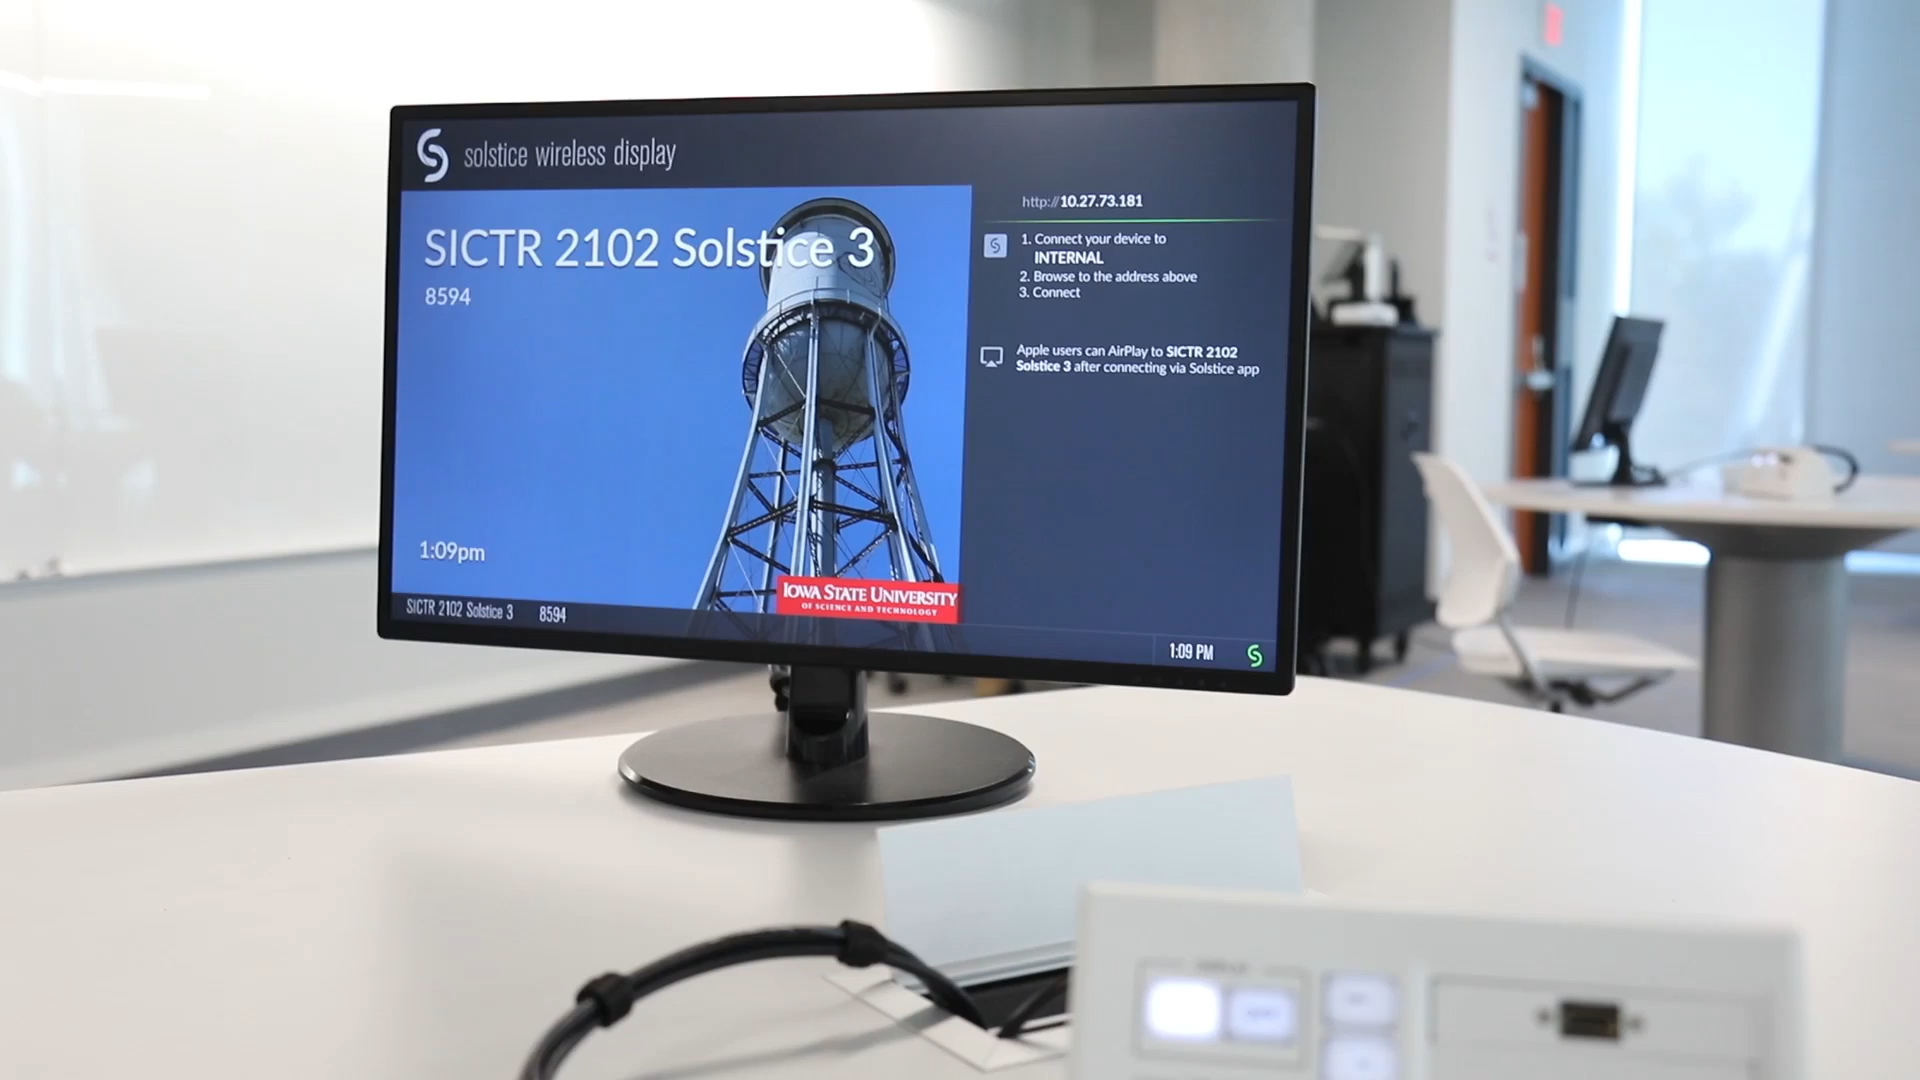 solstice wireless display
SICTR 2102 Solstice 3
8594
1:09pm
IOWA STATE UNIVERSITY
OF SCIENCE AND TECHNOLOGY
http://10.27.73.181
1. Connect your device to
INTERNAL
2. Browse to the address above
3. Connect
Apple users can AirPlay to SICTR 2102
Solstice 3 after connecting via Solstice app
SICTR 2102 Solstice 3 8594
1:09 PM